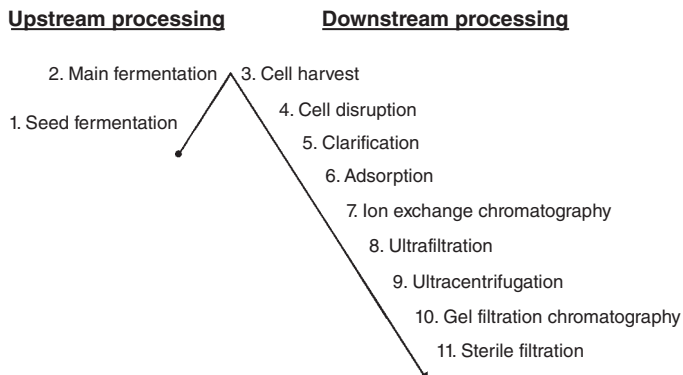 Upstream processing
Downstream processing
2. Main fermentation
3. Cell harvest
1. Seed fermentation
4. Cell disruption
5. Clarification
6. Adsorption
7. Ion exchange chromatography
8. Ultrafiltration
9. Ultracentrifugation
10. Gel filtration chromatography
11. Sterile filtration